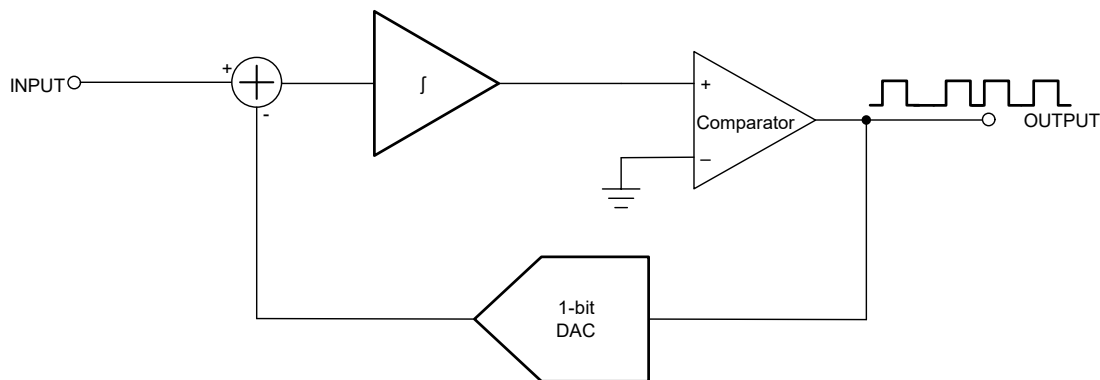 INPUT
+
-
∫
+
Comparator
–
OUTPUT
1-bit
DAC